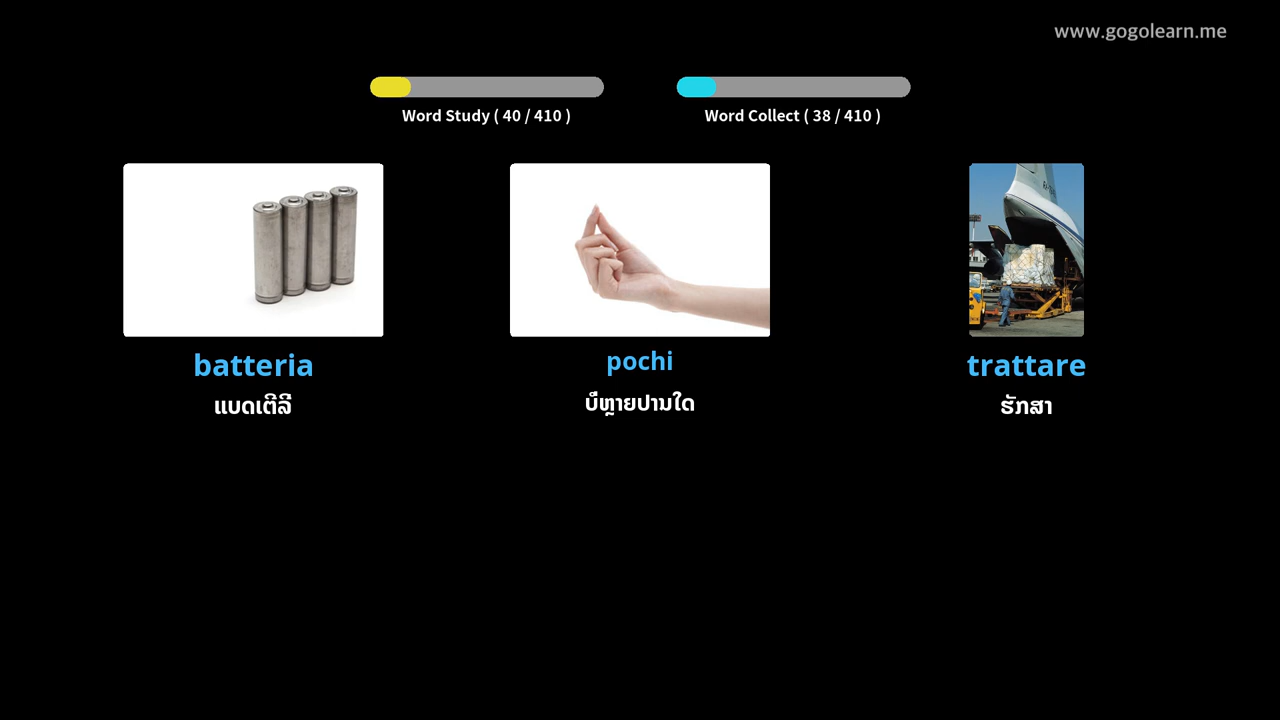 www.gogolearn.me
Word Study ( 40 / 410 )
Word Collect ( 38 / 410 )
batteria
ແບດເຕີລີ
pochi
ບໍ່ຫຼາຍປານໃດ
trattare
ຮັກສາ